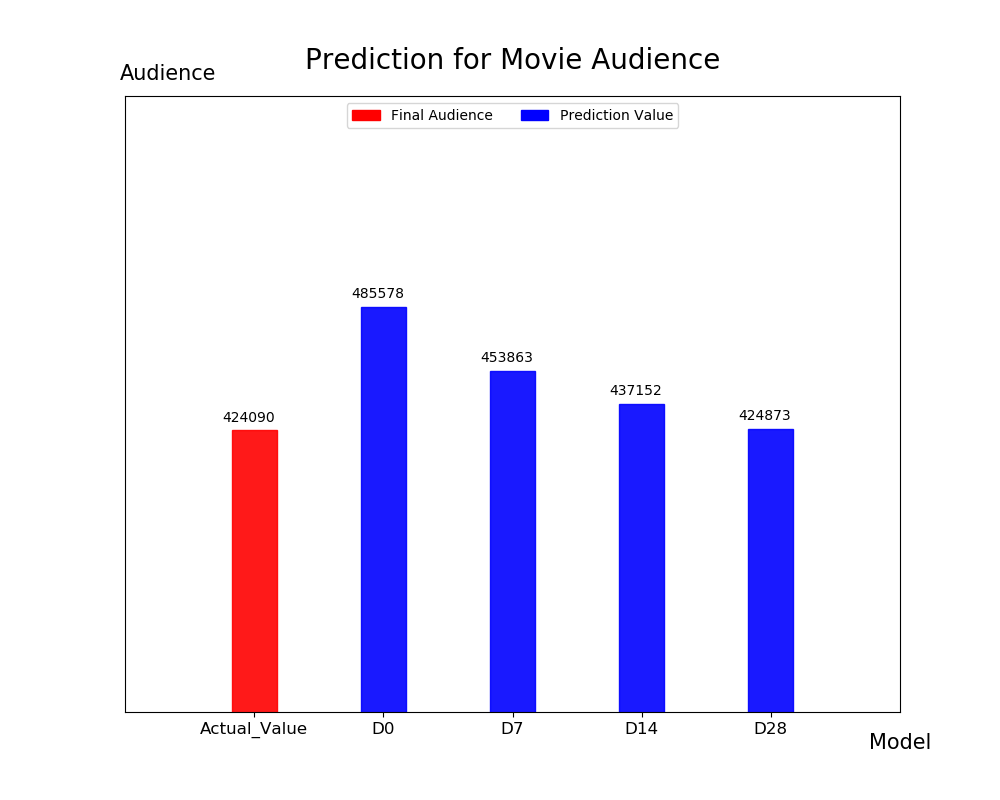 Prediction for Movie Audience
Audience
Final Audience Prediction Value
485578
453863
437152
424090
424873
Actual_Value D0 D7 D14 D28
Model